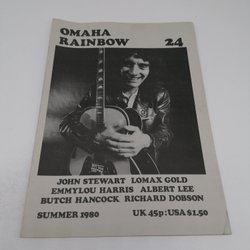 OMAHA
RAINBOW 24
JOHN STEWART LOMAX GOLD
EMMYLOU HARRIS ALBERT LEE
BUTCH HANCOCK RICHARD DOBSON
SUMMER 1980 UK 45p:USA $1.50